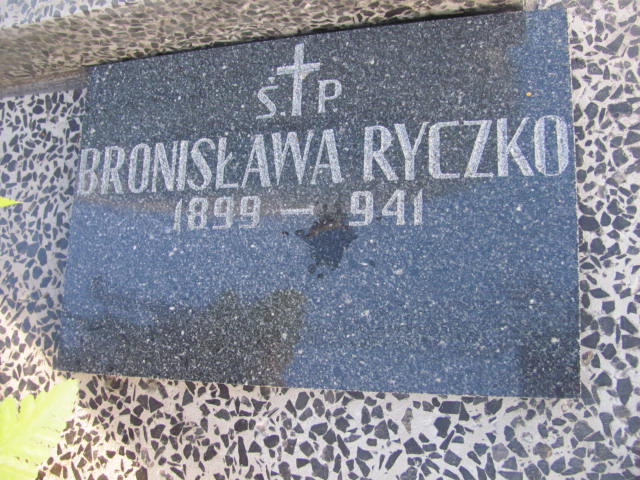 Ś.†P
BRONISŁAWA RYCZKO
1899 – 941